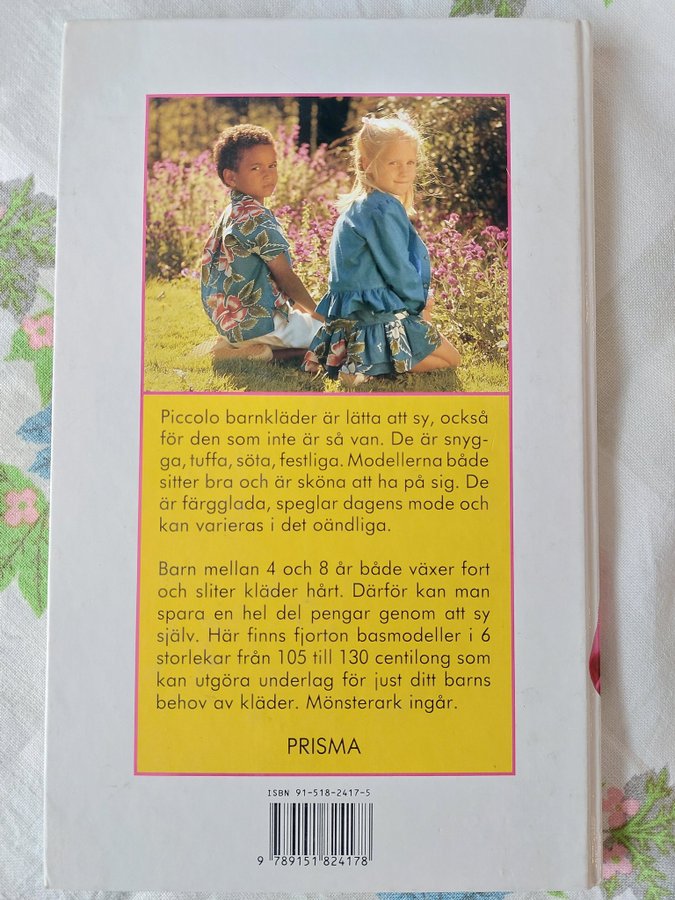 Piccolo barnkläder är lätta att sy, också
för den som inte är så van. De är snyg-
ga, tuffa, söta, festliga. Modellerna både
sitter bra och är sköna att ha på sig. De
är färgglada, speglar dagens mode och
kan varieras i det oändliga.
Barn mellan 4 och 8 år både växer fort
och sliter kläder hårt. Därför kan man
spara en hel del pengar genom att sy
själv. Här finns fjorton basmodeller i 6
storlekar från 105 till 130 centilong som
kan utgöra underlag för just ditt barns
behov av kläder. Mönsterark ingår.
PRISMA
ISBN 91-518-2417-5
9 789151 824178